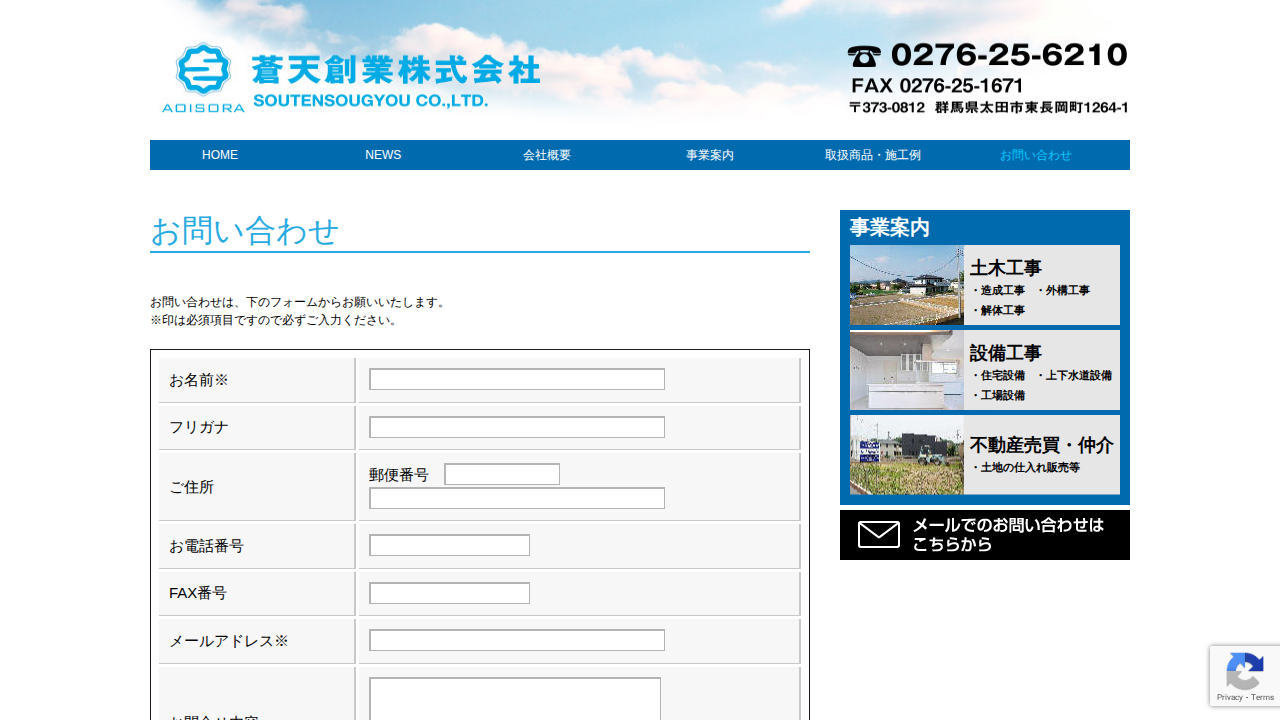 AOISORA
蒼天創業株式会社
SOUTENSOUGYOU CO.,LTD.
☎ 0276-25-6210
FAX 0276-25-1671
〒373-0812 群馬県太田市東長岡町1264-1
HOME NEWS 会社概要 事業案内 取扱商品・施工例 お問い合わせ
お問い合わせ
お問い合わせは、下のフォームからお願いいたします。
※印は必須項目ですので必ずご入力ください。
お名前※
フリガナ
ご住所
郵便番号
お電話番号
FAX番号
メールアドレス※
お問合せ内容
事業案内
土木工事
・造成工事 ・外構工事
・解体工事
設備工事
・住宅設備 ・上下水道設備
・工場設備
不動産売買・仲介
・土地の仕入れ販売等
メールでのお問い合わせは
こちらから
Privacy - Terms